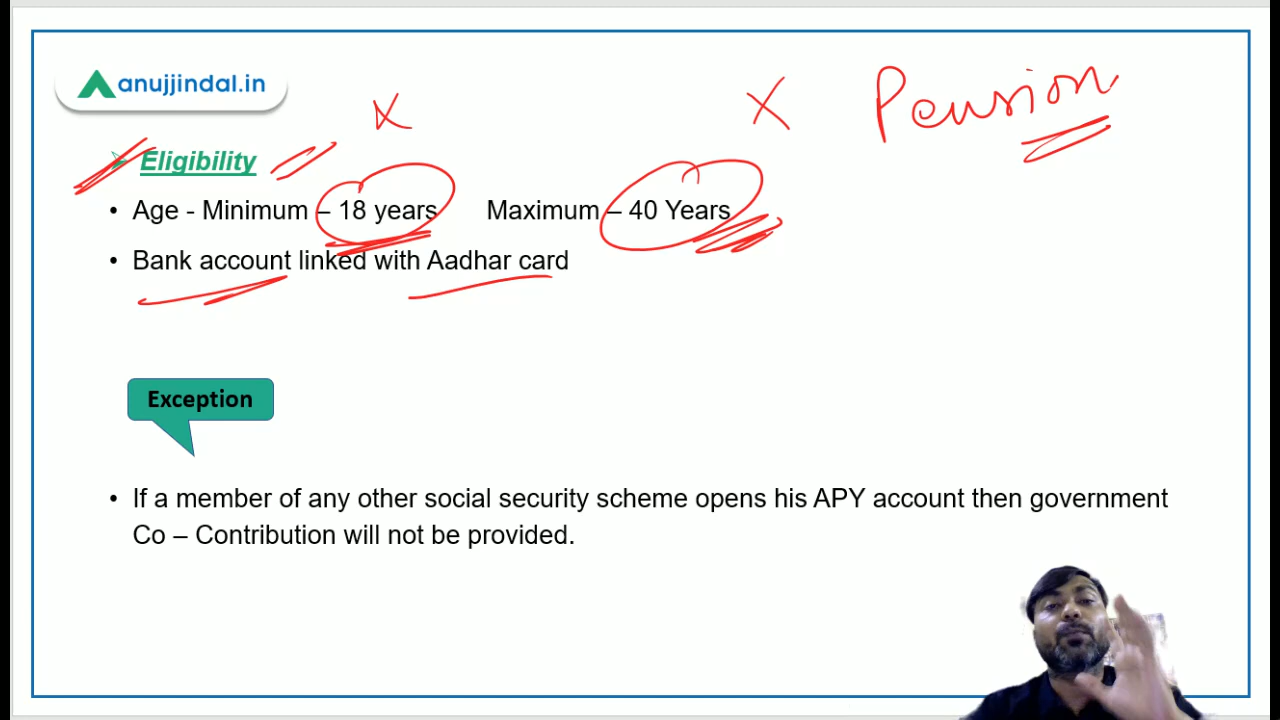 anujjindal.in
x x Pension
Eligibility
• Age - Minimum – 18 years Maximum – 40 Years
• Bank account linked with Aadhar card
Exception
• If a member of any other social security scheme opens his APY account then government
Co – Contribution will not be provided.